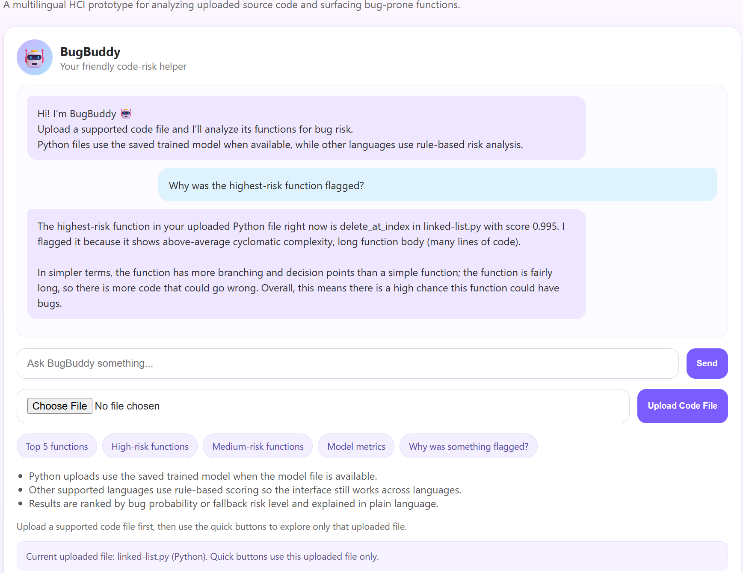 A multilingual HCI prototype for analyzing uploaded source code and surfacing bug-prone functions.
BugBuddy
Your friendly code-risk helper
Hi! I'm BugBuddy
Upload a supported code file and I'll analyze its functions for bug risk.
Python files use the saved trained model when available, while other languages use rule-based risk analysis.
Why was the highest-risk function flagged?
The highest-risk function in your uploaded Python file right now is delete_at_index in linked-list.py with score 0.995. I
flagged it because it shows above-average cyclomatic complexity, long function body (many lines of code).
In simpler terms, the function has more branching and decision points than a simple function; the function is fairly
long, so there is more code that could go wrong. Overall, this means there is a high chance this function could have
bugs.
Ask BugBuddy something...
Send
Choose File No file chosen
Upload Code File
Top 5 functions
High-risk functions
Medium-risk functions
Model metrics
Why was something flagged?
• Python uploads use the saved trained model when the model file is available.
• Other supported languages use rule-based scoring so the interface still works across languages.
• Results are ranked by bug probability or fallback risk level and explained in plain language.
Upload a supported code file first, then use the quick buttons to explore only that uploaded file.
Current uploaded file: linked-list.py (Python). Quick buttons use this uploaded file only.